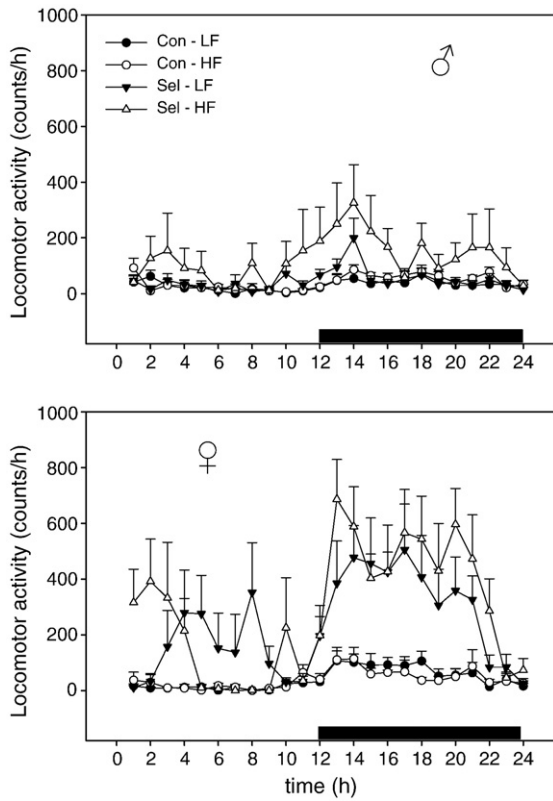 1000
800
600
400
200
0
Locomotor activity (counts/h)
Con - LF
Con - HF
Sel - LF
Sel - HF
♂
0 2 4 6 8 10 12 14 16 18 20 22 24
1000
800
600
400
200
0
Locomotor activity (counts/h)
♀
0 2 4 6 8 10 12 14 16 18 20 22 24
time (h)